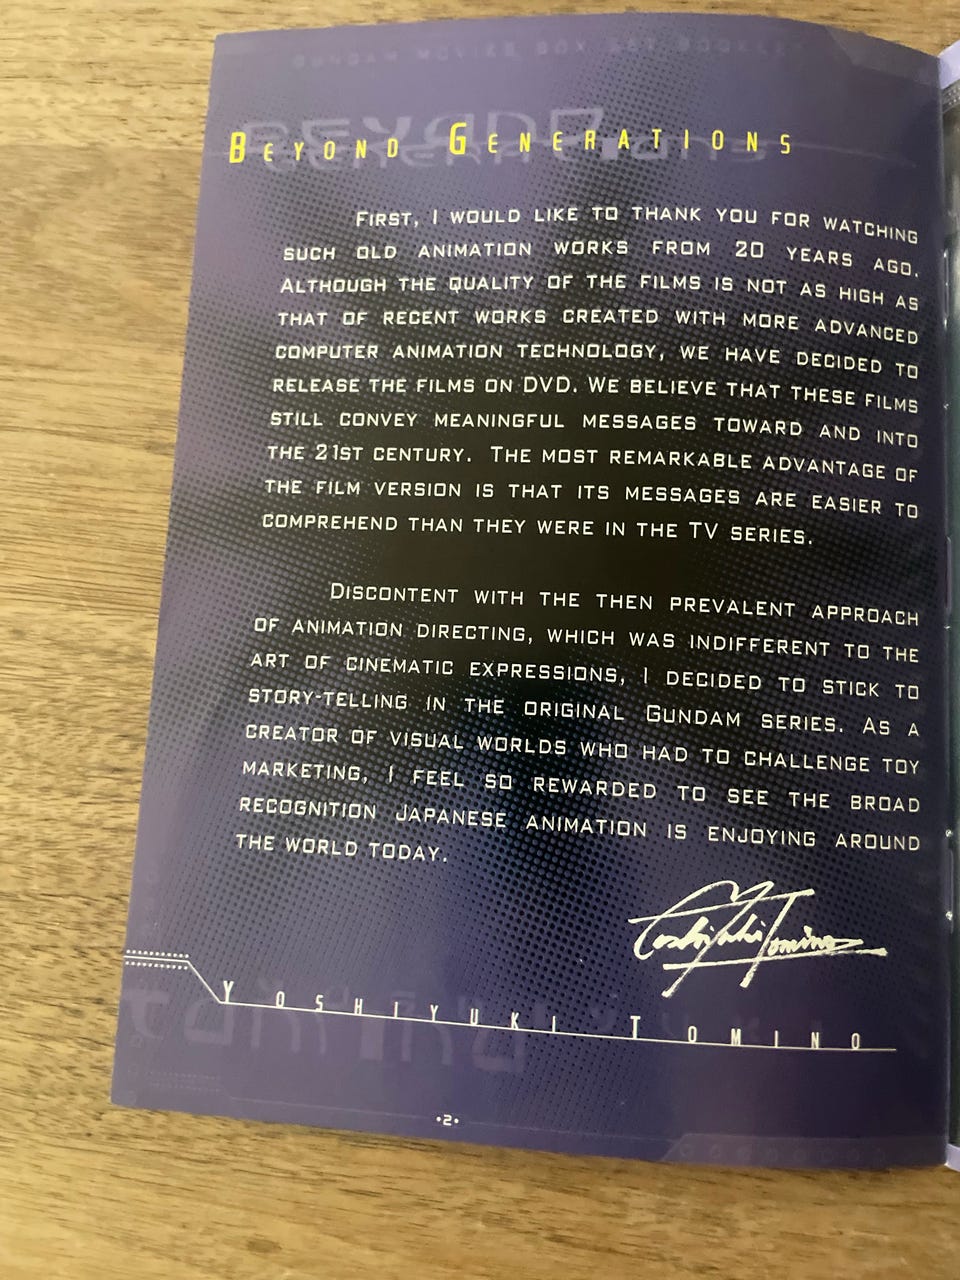 GUNDAM MOVIES BOX SET BOOKLET
BEYOND GENERATIONS
FIRST, I WOULD LIKE TO THANK YOU FOR WATCHING
SUCH OLD ANIMATION WORKS FROM 20 YEARS AGO.
ALTHOUGH THE QUALITY OF THE FILMS IS NOT AS HIGH AS
THAT OF RECENT WORKS CREATED WITH MORE ADVANCED
COMPUTER ANIMATION TECHNOLOGY, WE HAVE DECIDED TO
RELEASE THE FILMS ON DVD. WE BELIEVE THAT THESE FILMS
STILL CONVEY MEANINGFUL MESSAGES TOWARD AND INTO
THE 21ST CENTURY. THE MOST REMARKABLE ADVANTAGE OF
THE FILM VERSION IS THAT ITS MESSAGES ARE EASIER TO
COMPREHEND THAN THEY WERE IN THE TV SERIES.
DISCONTENT WITH THE THEN PREVALENT APPROACH
OF ANIMATION DIRECTING, WHICH WAS INDIFFERENT TO THE
ART OF CINEMATIC EXPRESSIONS, I DECIDED TO STICK TO
STORY-TELLING IN THE ORIGINAL GUNDAM SERIES. AS A
CREATOR OF VISUAL WORLDS WHO HAD TO CHALLENGE TOY
MARKETING, I FEEL SO REWARDED TO SEE THE BROAD
RECOGNITION JAPANESE ANIMATION IS ENJOYING AROUND
THE WORLD TODAY.
Yoshiyuki Tomino
YOSHIYUKI TOMINO
•2•